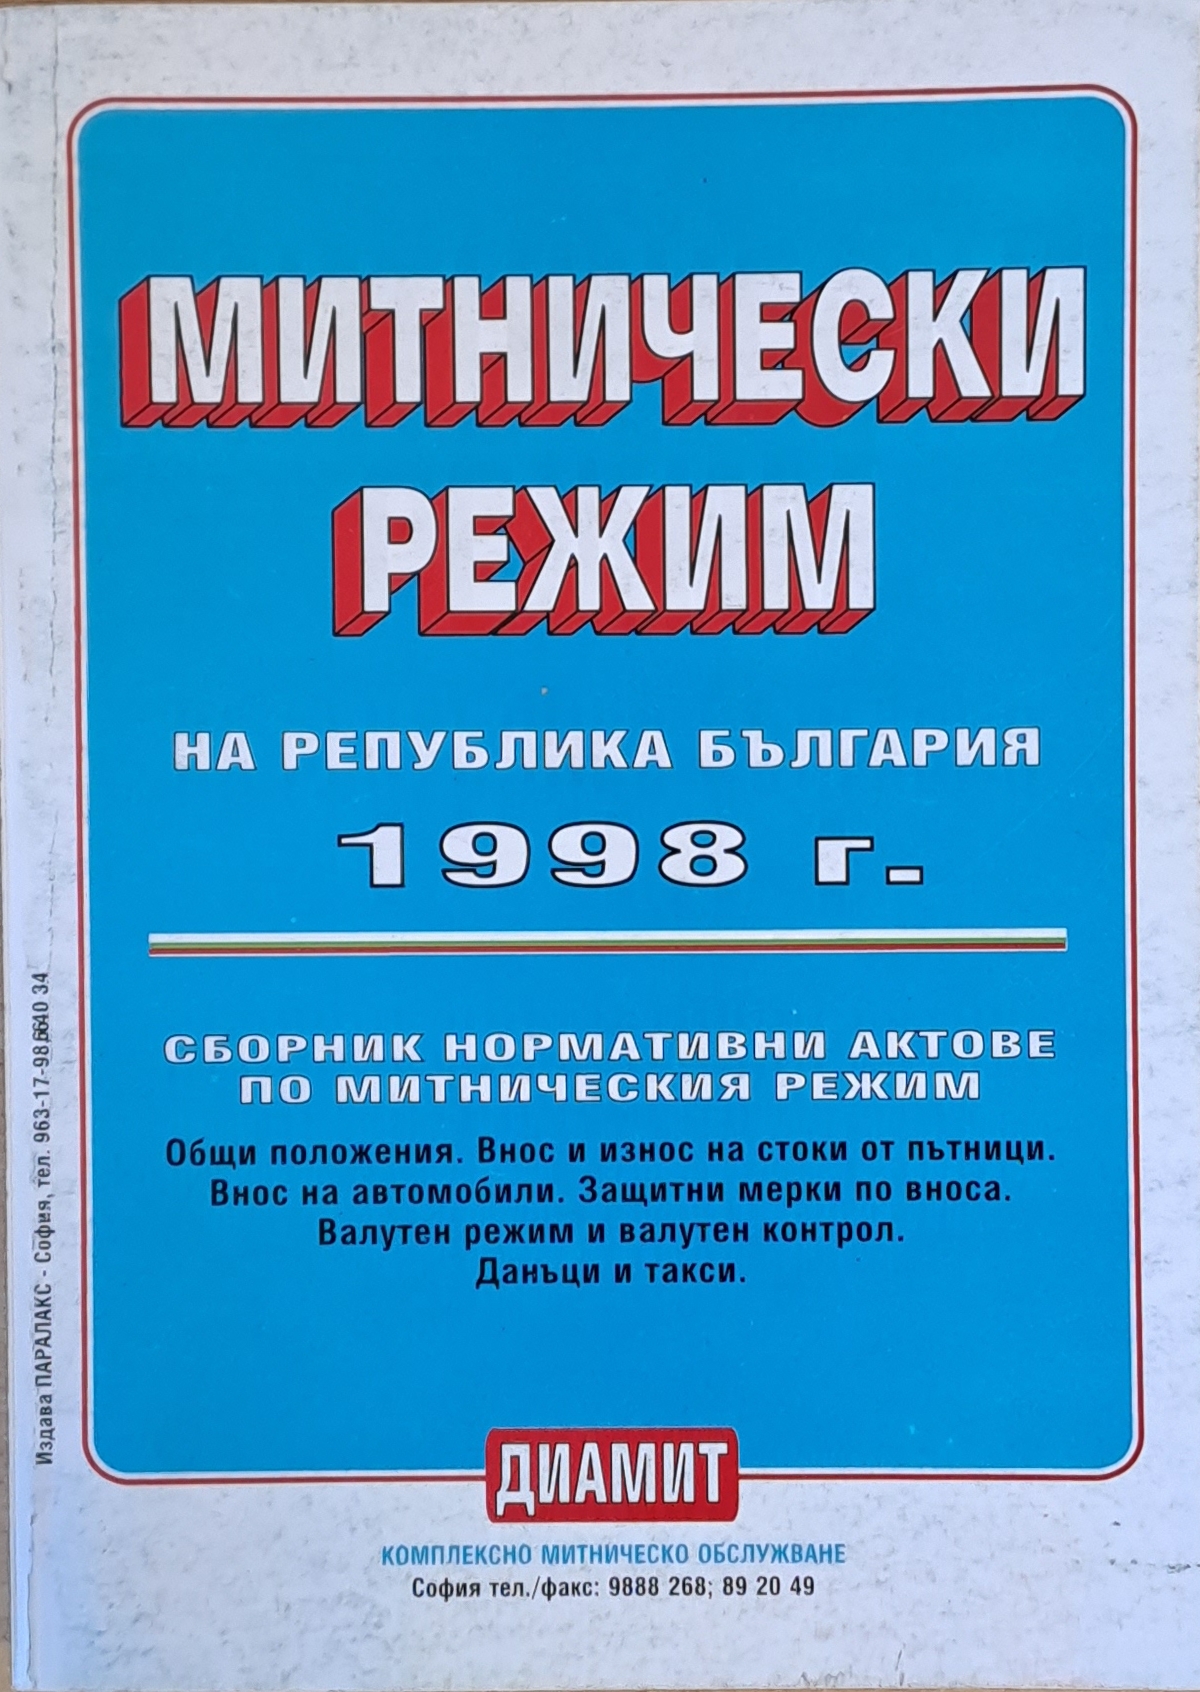 МИТНИЧЕСКИ
РЕЖИМ
НА РЕПУБЛИКА БЪЛГАРИЯ
1998 г.
СБОРНИК НОРМАТИВНИ АКТОВЕ
ПО МИТНИЧЕСКИЯ РЕЖИМ
Общи положения. Внос и износ на стоки от пътници.
Внос на автомобили. Защитни мерки по вноса.
Валутен режим и валутен контрол.
Данъци и такси.
ДИАМИТ
КОМПЛЕКСНО МИТНИЧЕСКО ОБСЛУЖВАНЕ
София тел./факс: 9888 268; 89 20 49
Издава ПАРАЛАКС - София, тел. 963-17-98